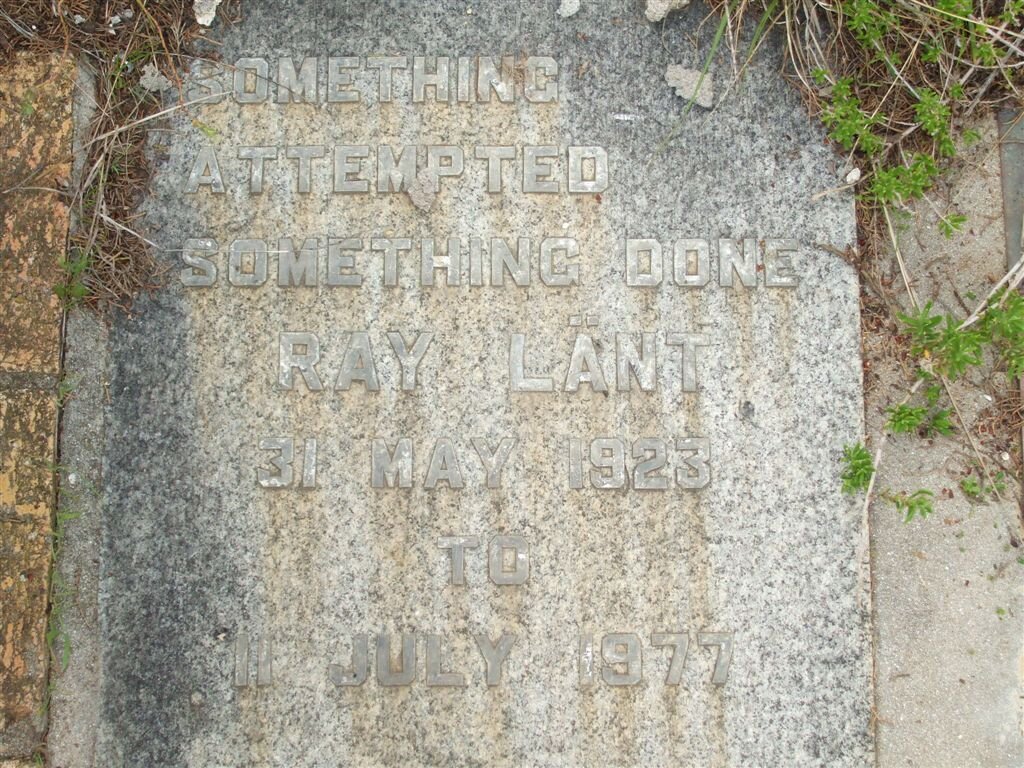 SOMETHING
ATTEMPTED
SOMETHING DONE
RAY LÄNT
31 MAY 1923
TO
11 JULY 1977